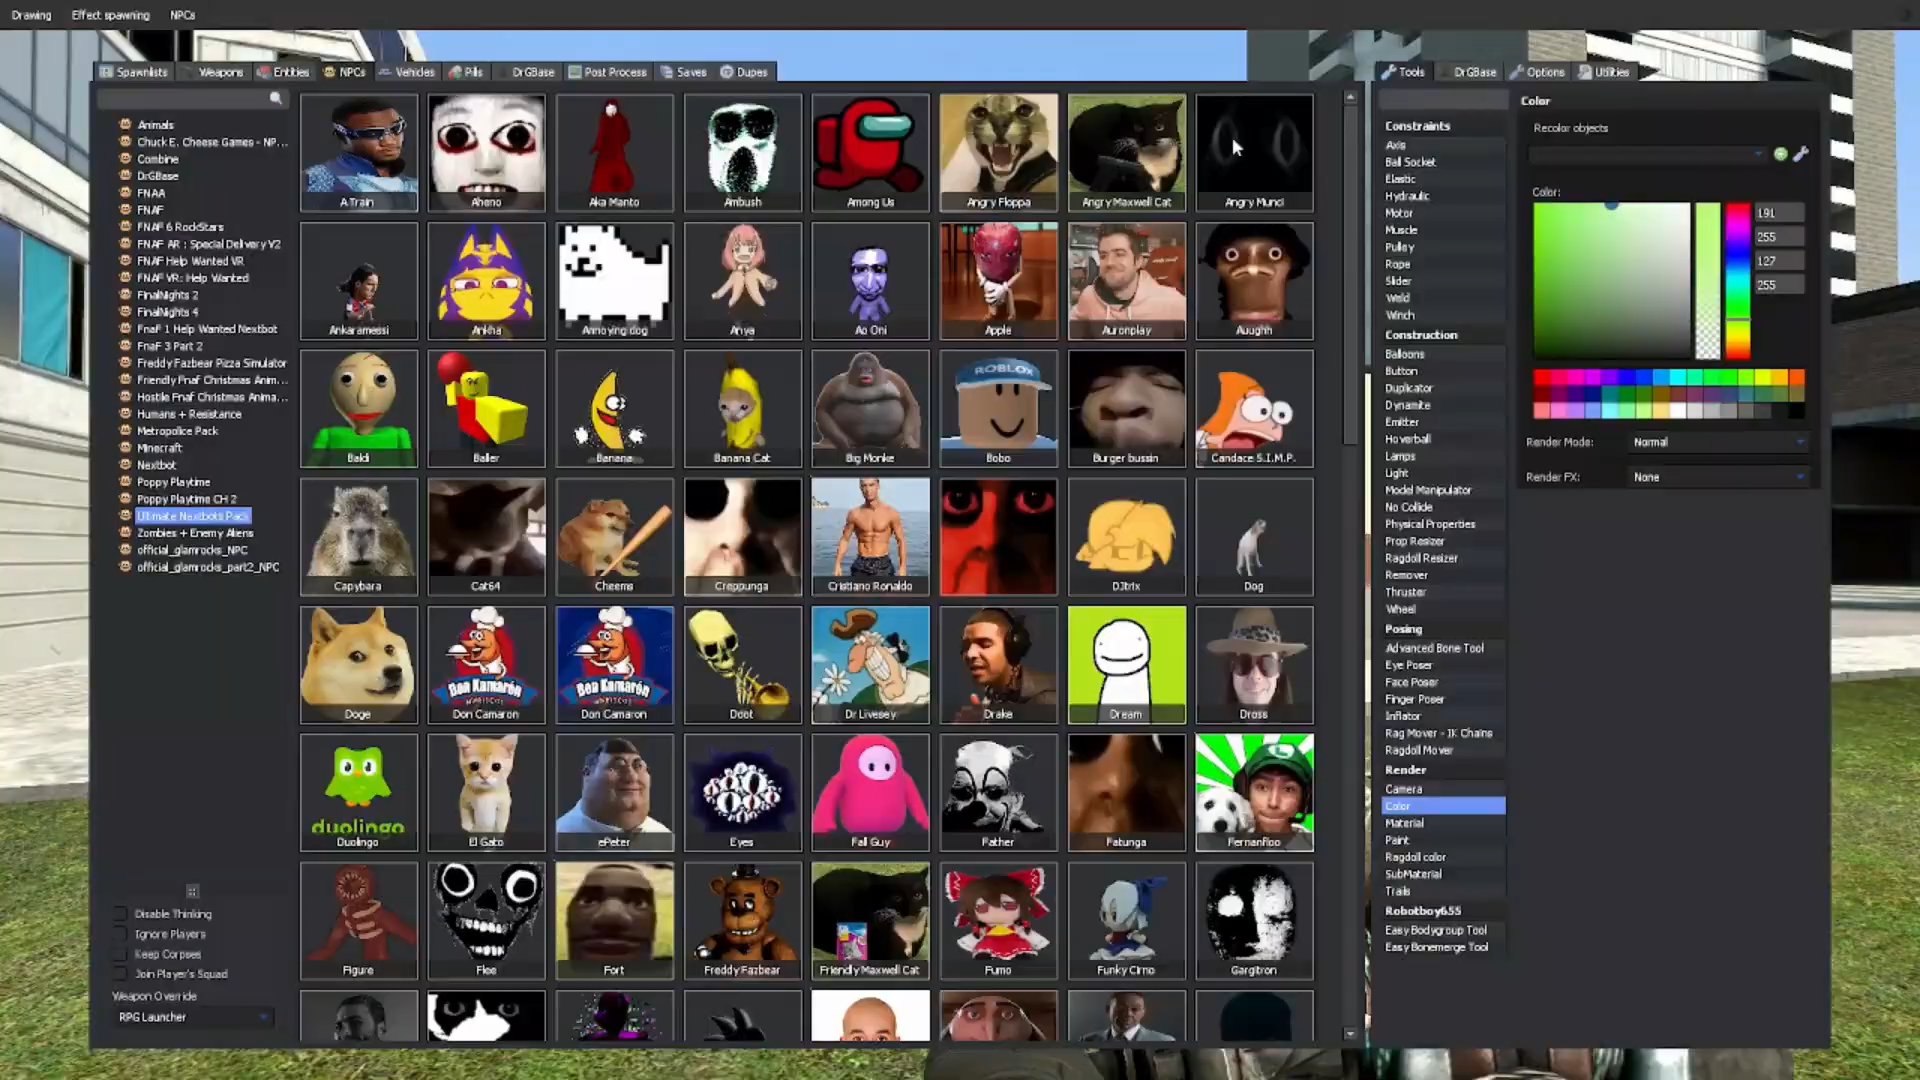 Drawing Effect spawning NPCs
Spawnlists Weapons Entities NPCs Vehicles Pills DrGBase Post Process Saves Dupes
Animals
Chuck E. Cheese Games - NP...
Combine
DrGBase
FNAA
FNAF
FNAF 6 RockStars
FNAF AR : Special Delivery V2
FNAF Help Wanted VR
FNAF VR: Help Wanted
FinalNights 2
FinalNights 4
FnaF 1 Help Wanted Nextbot
FnaF 3 Part 2
Freddy Fazbear Pizza Simulator
Friendly Fnaf Christmas Anim...
Hostile Fnaf Christmas Anima...
Humans + Resistance
Metropolice Pack
Minecraft
Nextbot
Poppy Playtime
Poppy Playtime CH 2
Ultimate Nextbots Pack
Zombies + Enemy Aliens
official_glamrocks_NPC
official_glamrocks_part2_NPC
Disable Thinking
Ignore Players
Keep Corpses
Join Player's Squad
Weapon Override
RPG Launcher
A Train Aheno Aka Manto Ambush Among Us Angry Floppa Angry Maxwell Cat Angry Munci
Ankaramessi Ankha Annoying dog Anya Ao Oni Apple Auronplay Auughh
ROBLOX
Baldi Baller Banana Banana Cat Big Monke Bobo Burger bussin Candace S.I.M.P.
Capybara Cat64 Cheems Creppunga Cristiano Ronaldo DJtrix Dog
Don Kamarón Don Kamarón
Doge Don Camaron Don Camaron Doot Dr Livesey Drake Dream Dross
duolingo
Duolingo El Gato ePeter Eyes Fall Guy Father Fatunga Fernanfloo
Figure Flee Fort Freddy Fazbear Friendly Maxwell Cat Fumo Funky Cirno Gargitron
Tools DrGBase Options Utilities
Constraints
Axis
Ball Socket
Elastic
Hydraulic
Motor
Muscle
Pulley
Rope
Slider
Weld
Winch
Construction
Balloons
Button
Duplicator
Dynamite
Emitter
Hoverball
Lamps
Light
Model Manipulator
No Collide
Physical Properties
Prop Resizer
Ragdoll Resizer
Remover
Thruster
Wheel
Posing
Advanced Bone Tool
Eye Poser
Face Poser
Finger Poser
Inflator
Rag Mover - IK Chains
Ragdoll Mover
Render
Camera
Color
Material
Paint
Ragdoll color
SubMaterial
Trails
Robotboy655
Easy Bodygroup Tool
Easy Bonemerge Tool
Color
Recolor objects
Color:
191
255
127
255
Render Mode: Normal
Render FX: None